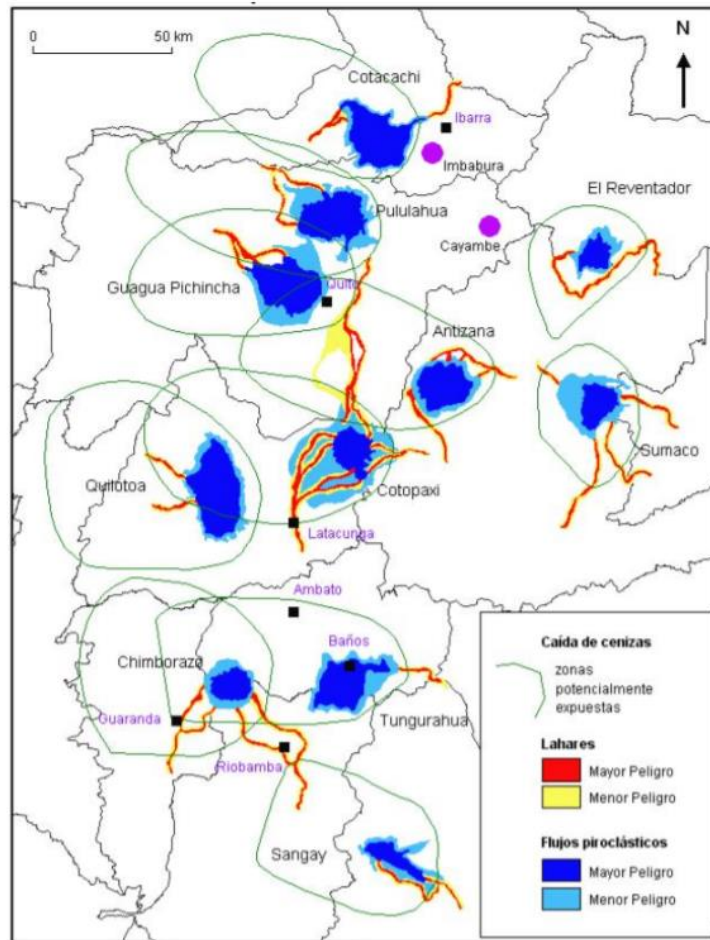 0
50 km
N
Cotacachi
Ibarra
Imbabura
El Reventador
Pululahua
Cayambe
Guagua Pichincha
Quito
Antizana
Sumaco
Quilotoa
Cotopaxi
Latacunga
Ambato
Chimborazo
Baños
Guaranda
Tungurahua
Riobamba
Sangay
Caída de cenizas
zonas
potencialmente
expuestas
Lahares
Mayor Peligro
Menor Peligro
Flujos piroclásticos
Mayor Peligro
Menor Peligro